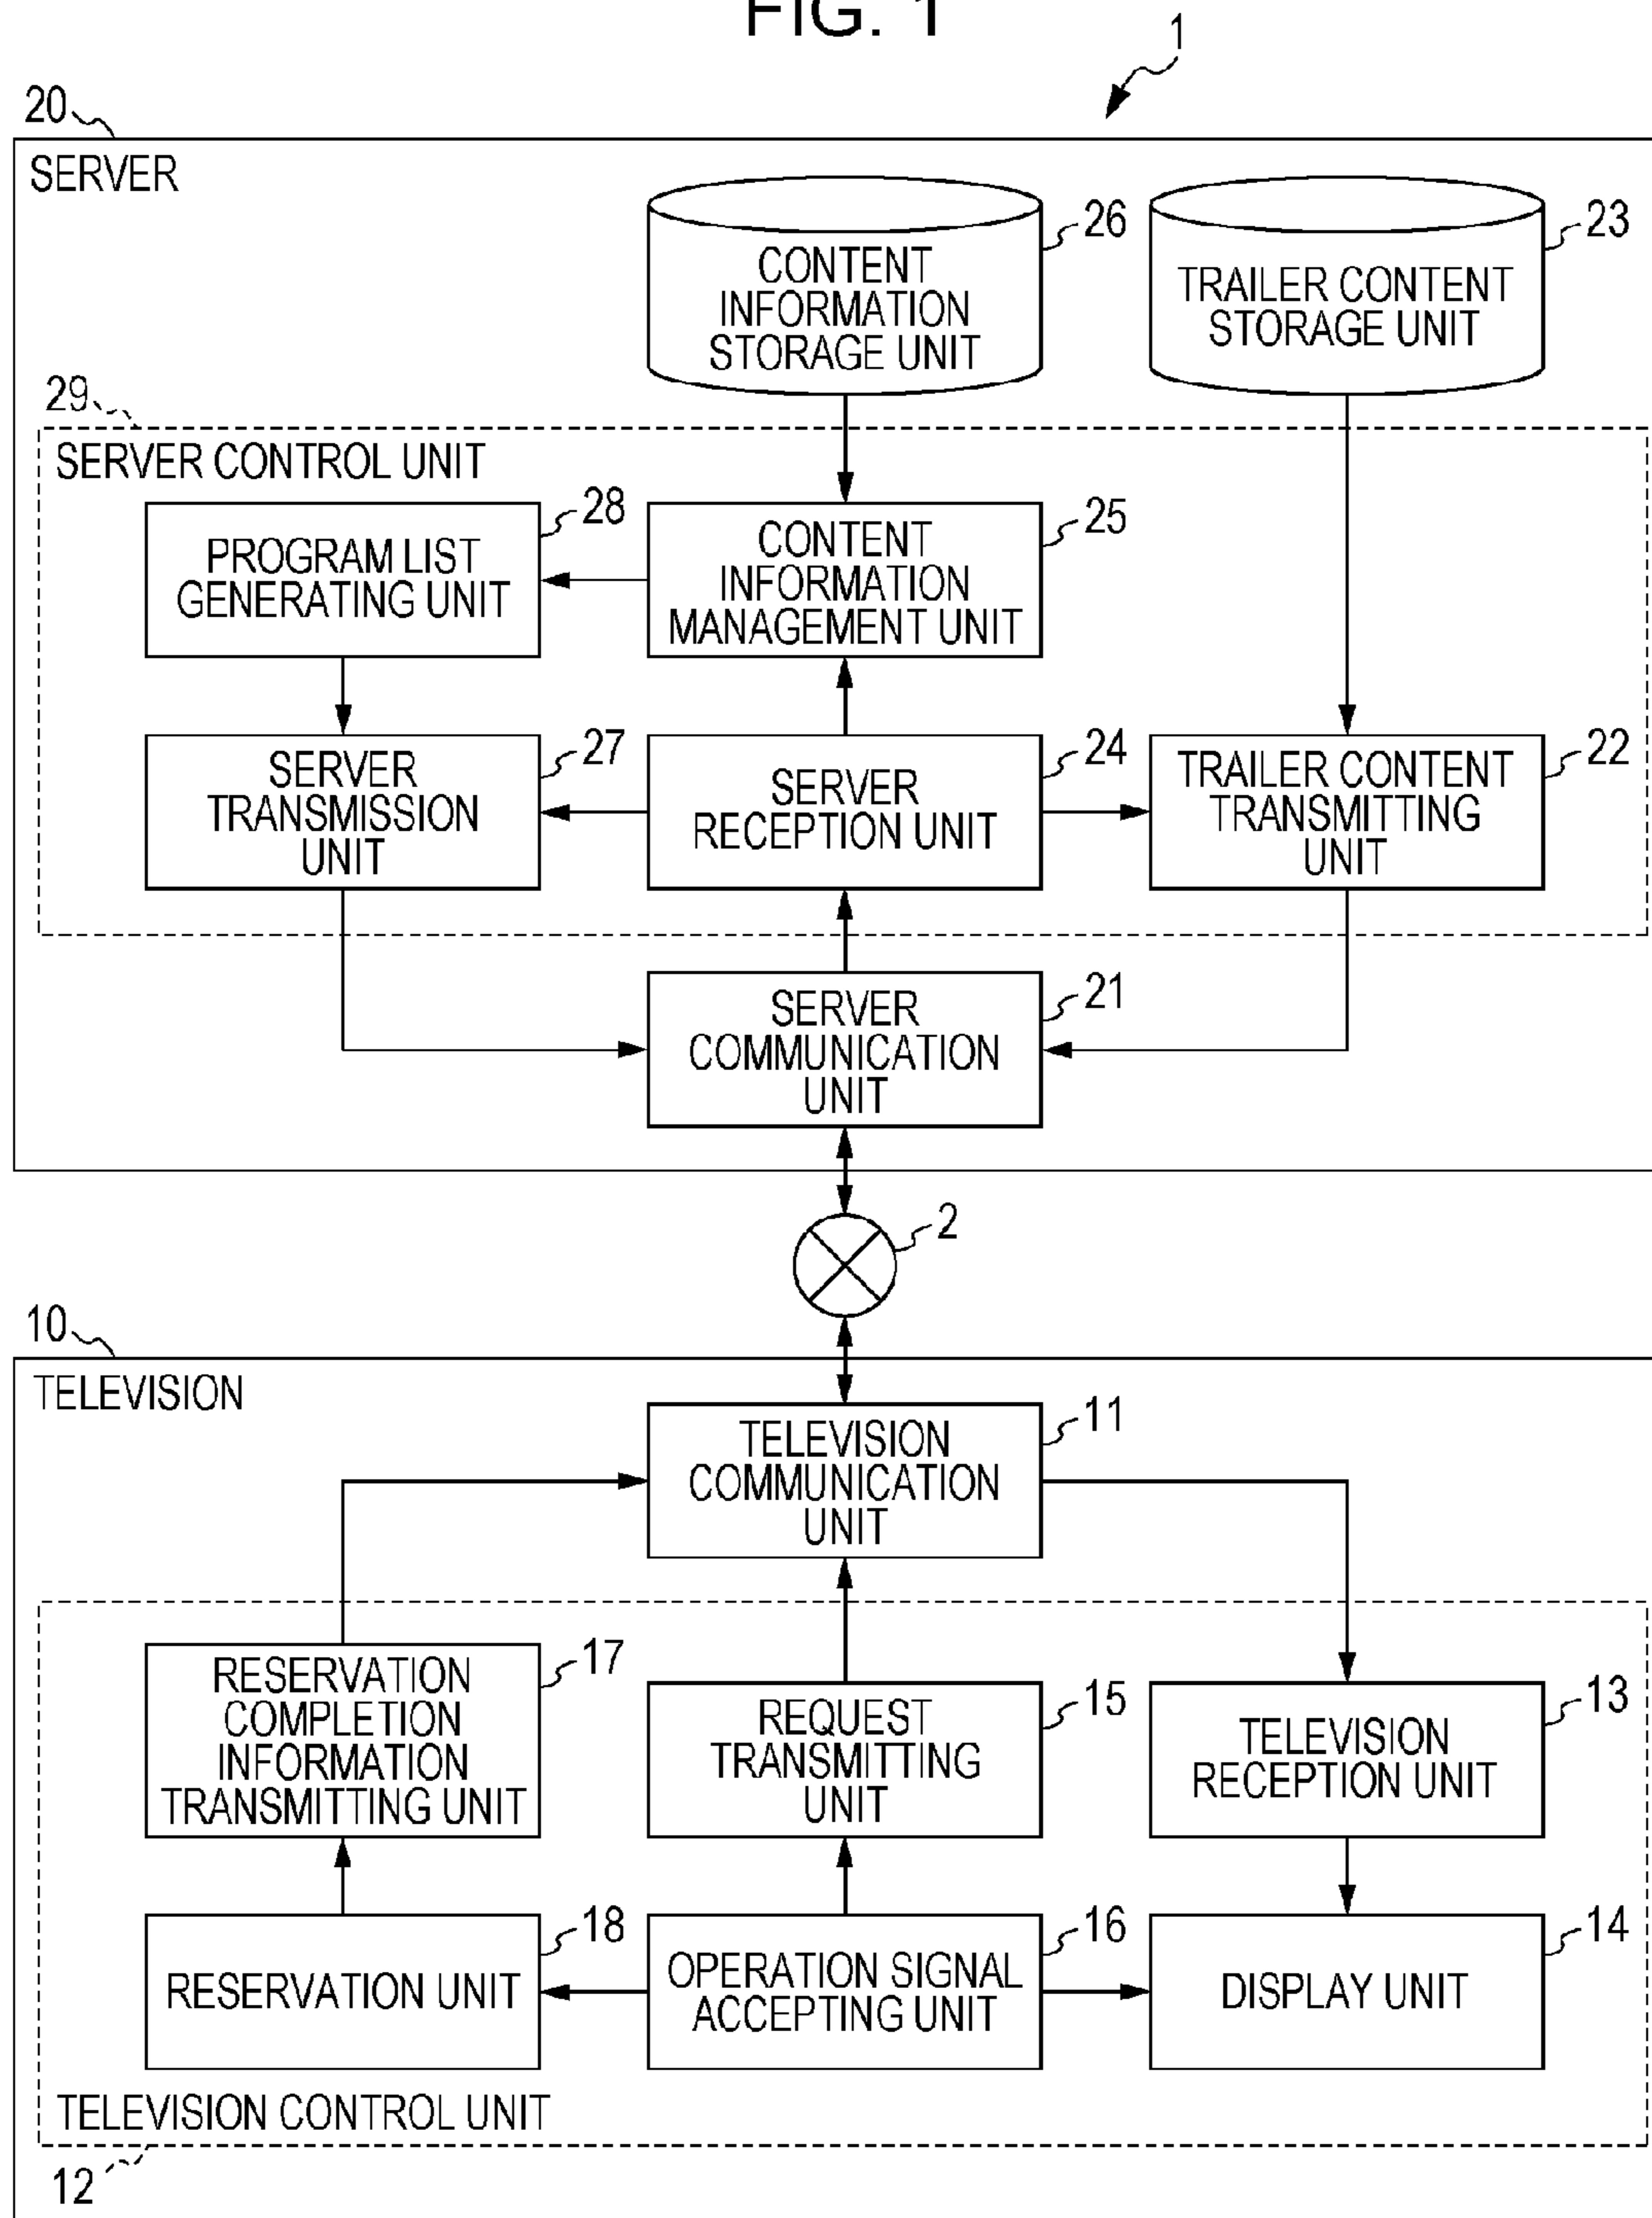 FIG. 1
1
20
SERVER
26
23
CONTENT
INFORMATION
STORAGE UNIT
TRAILER CONTENT
STORAGE UNIT
29
SERVER CONTROL UNIT
28
25
PROGRAM LIST
GENERATING UNIT
CONTENT
INFORMATION
MANAGEMENT UNIT
27
24
22
SERVER
TRANSMISSION
UNIT
SERVER
RECEPTION UNIT
TRAILER CONTENT
TRANSMITTING
UNIT
21
SERVER
COMMUNICATION
UNIT
2
10
TELEVISION
11
TELEVISION
COMMUNICATION
UNIT
17
15
13
RESERVATION
COMPLETION
INFORMATION
TRANSMITTING UNIT
REQUEST
TRANSMITTING
UNIT
TELEVISION
RECEPTION UNIT
18
16
14
RESERVATION UNIT
OPERATION SIGNAL
ACCEPTING UNIT
DISPLAY UNIT
TELEVISION CONTROL UNIT
12